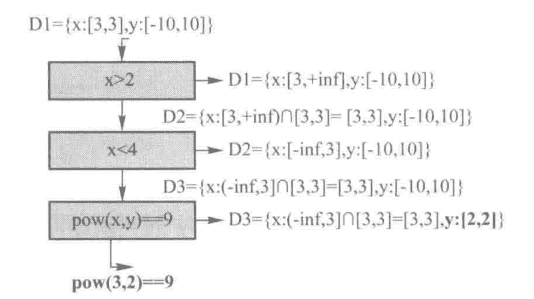 D1={x:[3,3],y:[-10,10]}
x>2
D1={x:[3,+inf],y:[-10,10]}
D2={x:[3,+inf)∩[3,3]= [3,3],y:[-10,10]}
x<4
D2={x:[-inf,3],y:[-10,10]}
D3={x:(-inf,3]∩[3,3]=[3,3],y:[-10,10]}
pow(x,y)==9
D3={x:(-inf,3]∩[3,3]=[3,3],y:[2,2]}
pow(3,2)==9